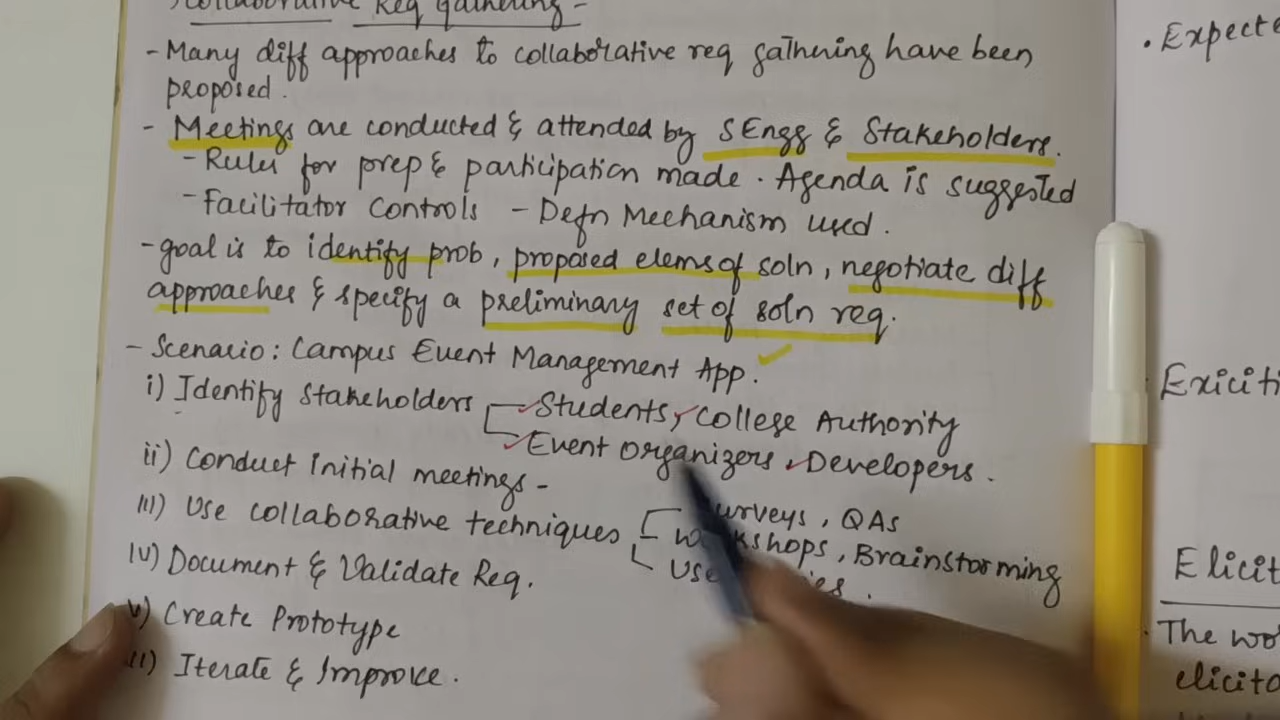 Collaborative Req gathering -
- Many diff approaches to collaborative req gathering have been
proposed.
- Meetings are conducted & attended by SEngg & Stakeholders.
- Rules for prep & participation made. Agenda is suggested
- Facilitator controls - Defn Mechanism used.
- goal is to identify prob, proposed elems of soln, negotiate diff
approaches & specify a preliminary set of soln req.
- Scenario: Campus Event Management App.
i) Identify Stakeholders
Students, College Authority
Event Organizers, Developers.
ii) Conduct initial meetings -
iii) Use collaborative techniques
Surveys, QAs
Workshops, Brainstorming
Use
iv) Document & Validate Req.
v) Create Prototype
vi) Iterate & Improve.
• Expecte
Exiciti
Elicit
• The wo
elicita